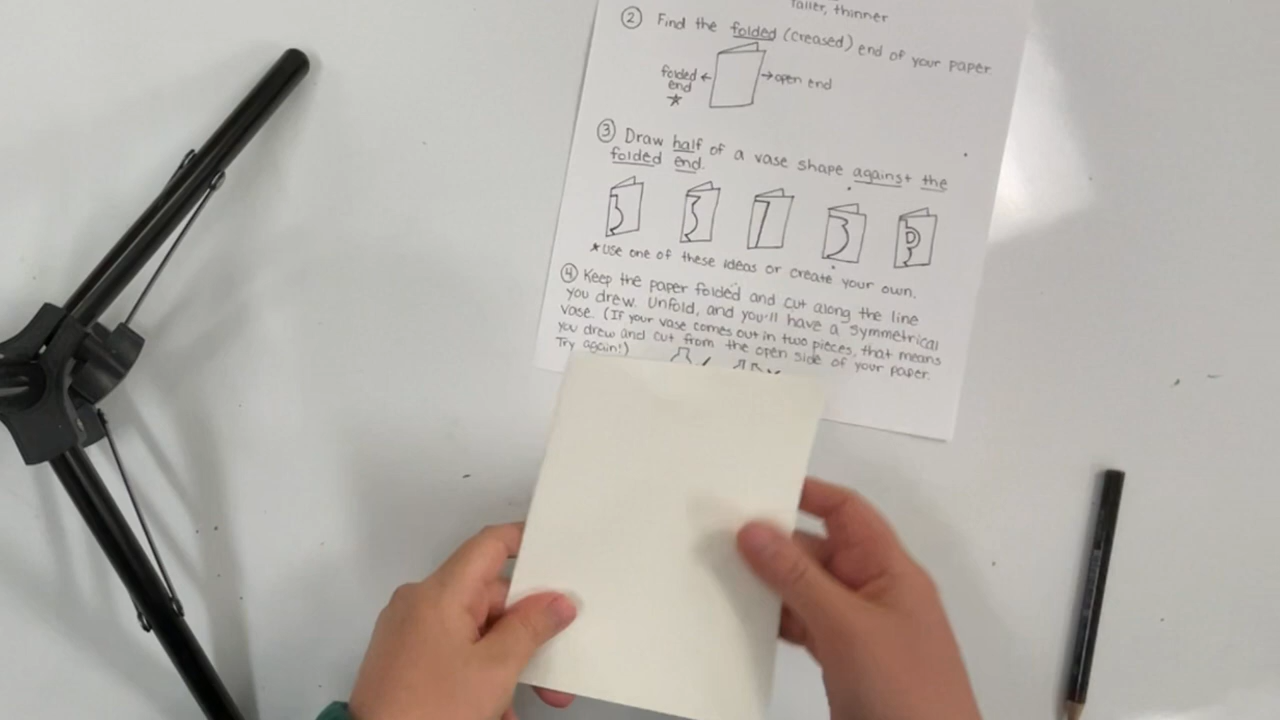 Taller, thinner
② Find the folded (creased) end of your paper.
folded end ← → open end
★
③ Draw half of a vase shape against the
folded end.
★ Use one of these ideas or create your own.
④ Keep the paper folded and cut along the line
you drew. Unfold, and you'll have a symmetrical
vase. (If your vase comes out in two pieces, that means
you drew and cut from the open side of your paper.
Try again!)